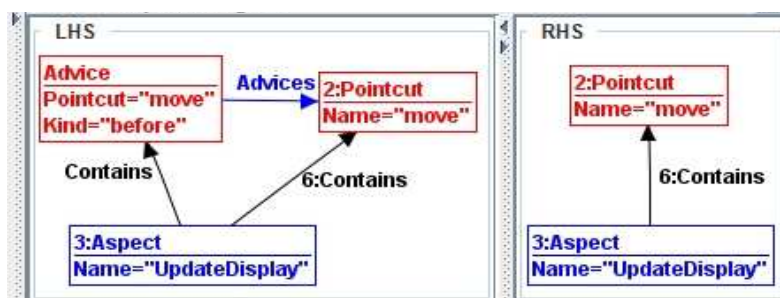 LHS
Advice
Pointcut="move"
Kind="before"
Advices
2:Pointcut
Name="move"
Contains
6:Contains
3:Aspect
Name="UpdateDisplay"
RHS
2:Pointcut
Name="move"
6:Contains
3:Aspect
Name="UpdateDisplay"